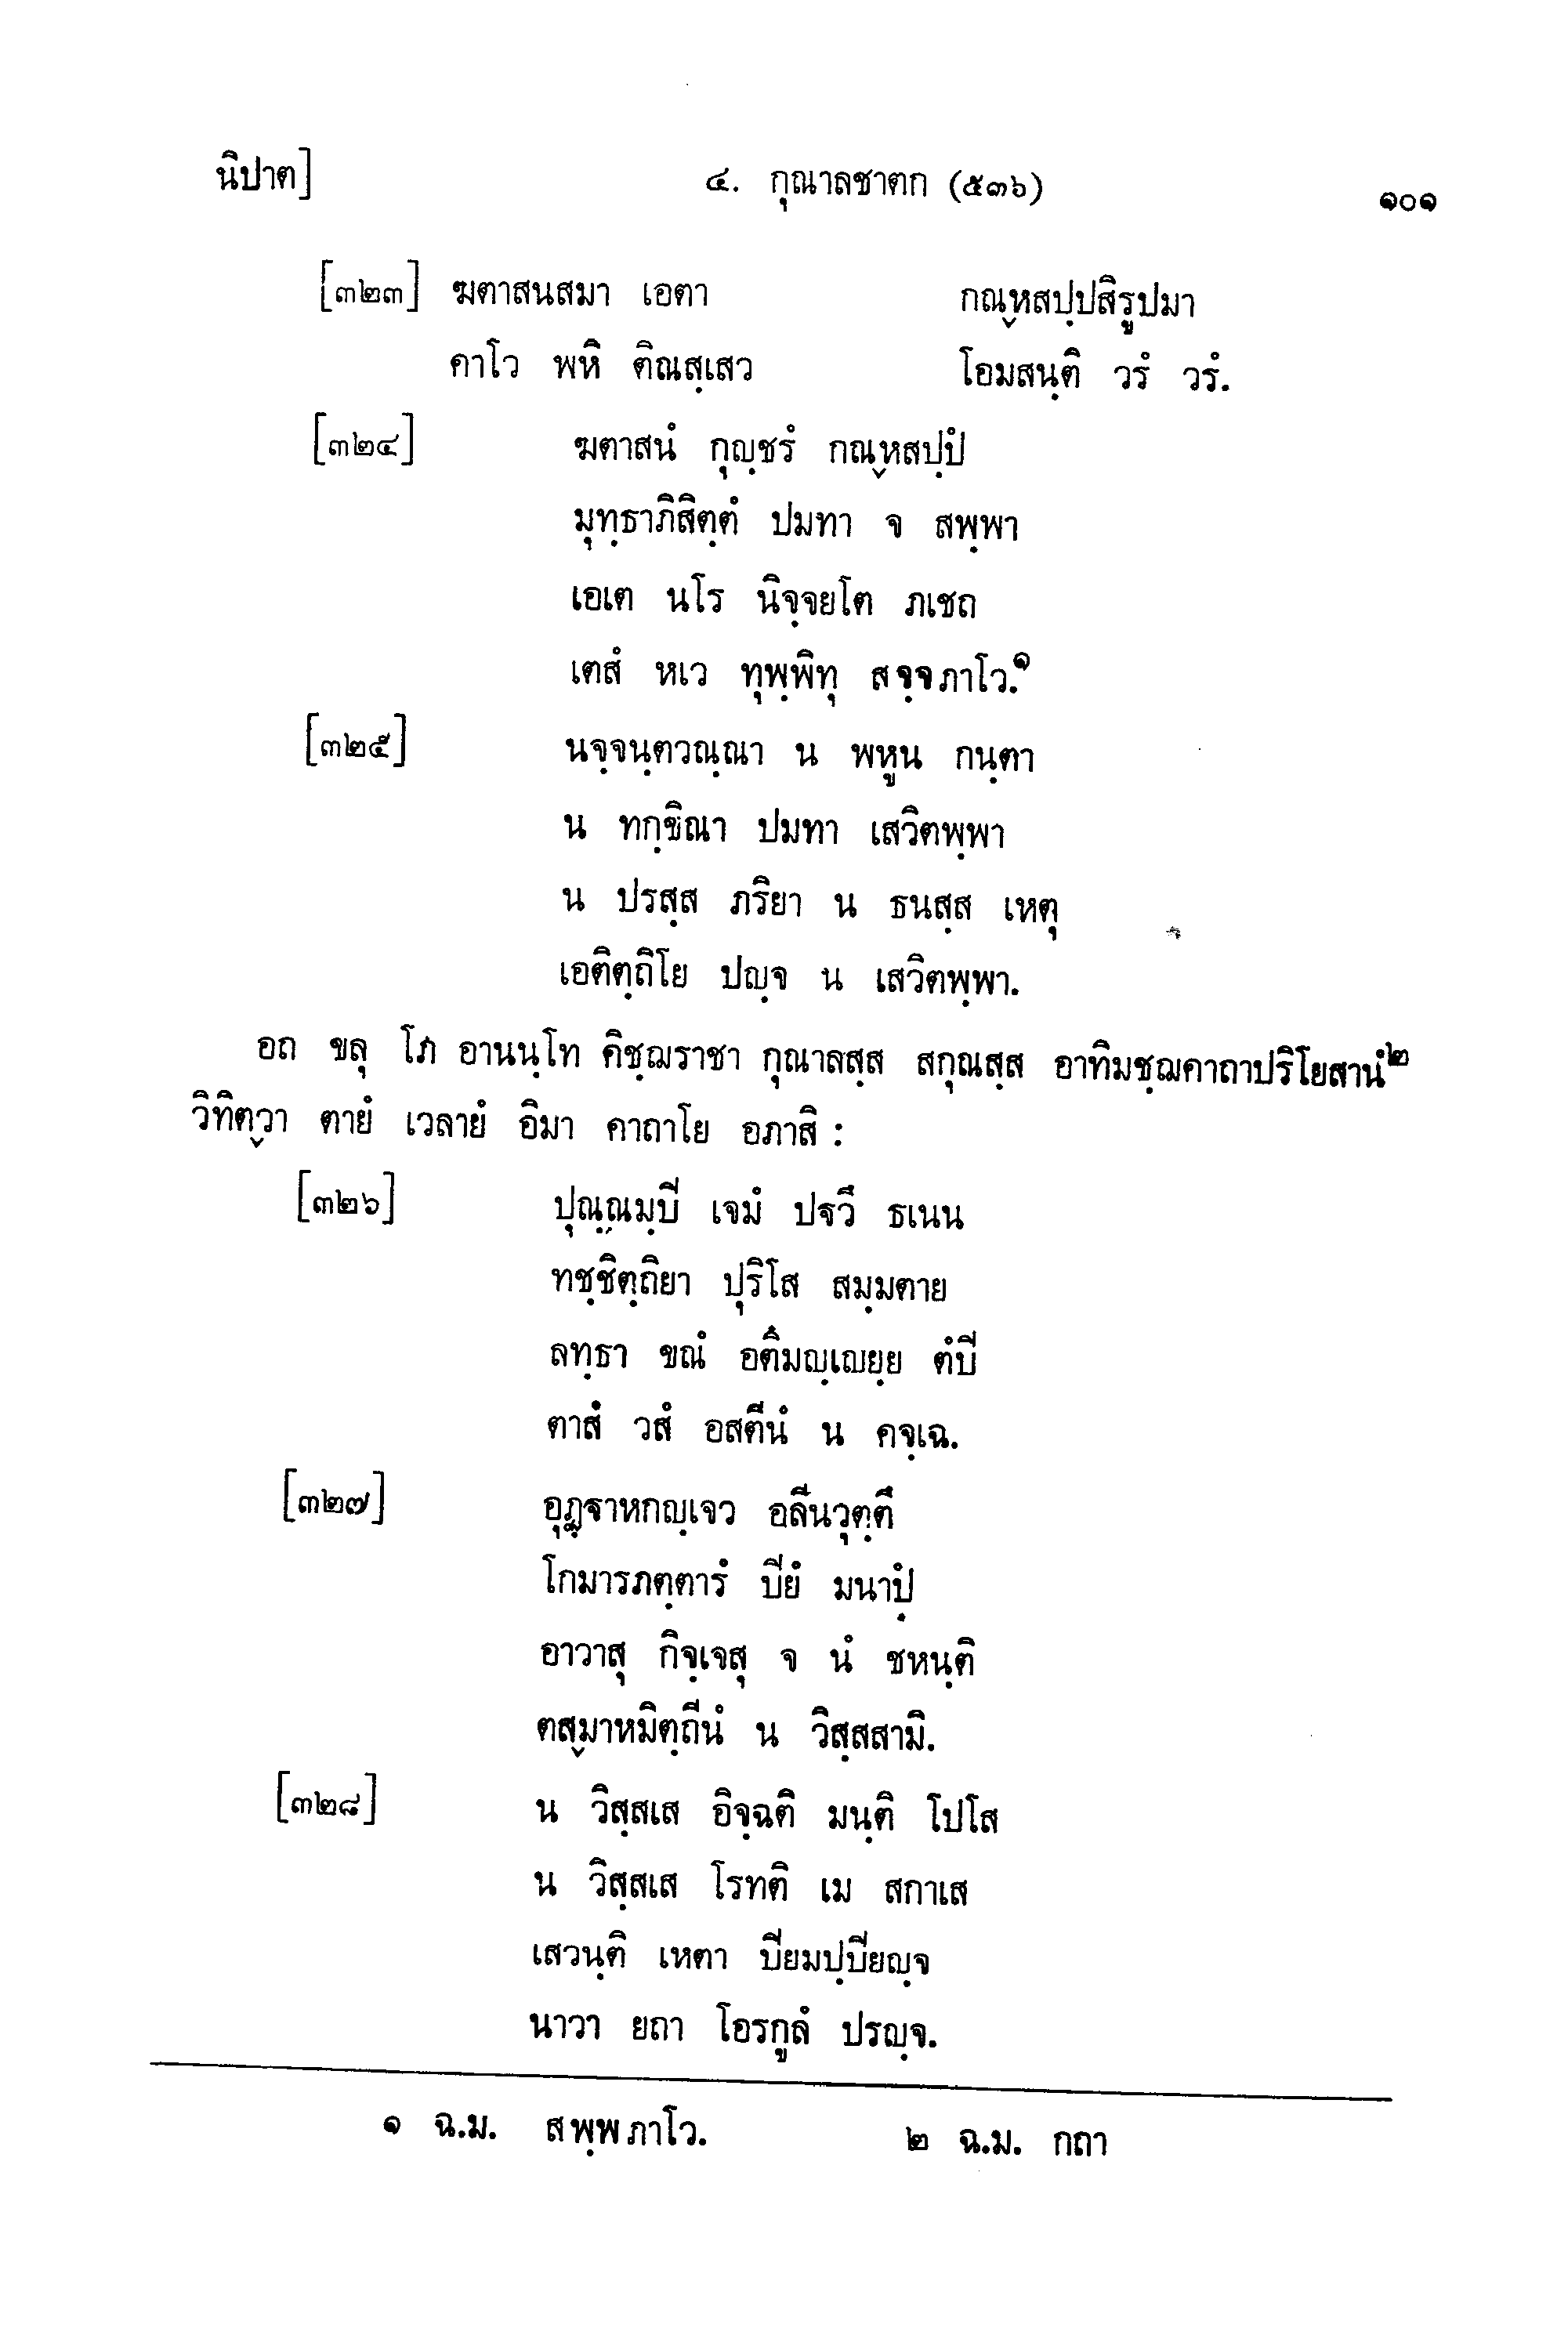 นิปาต] ๔. กุณาลชาตก (๕๓๖) ๑๐๑
[๓๒๓] ฆตาสนสมา เอตา กณฺหสปฺปสิรูปมา
คาโว พหิ ติณสฺเสว โอมสนฺติ วรํ วรํ.
[๓๒๔] ฆตาสนํ กุญฺชรํ กณฺหสปฺปํ
มุทฺธาภิสิตฺตํ ปมทา จ สพฺพา
เอเต นโร นิจฺจยโต ภเชถ
เตสํ หเว ทุพฺพิทุ สจฺจภาโว.๑
[๓๒๕] นจฺจนฺตวณฺณา น พหูน กนฺตา
น ทกฺขิณา ปมทา เสวิตพฺพา
น ปรสฺส ภริยา น ธนสฺส เหตุ
เอติตฺถิโย ปญฺจ น เสวิตพฺพา.
อถ ขลุ โภ อานนฺโท คิชฺฌราชา กุณาลสฺส สกุณสฺส อาทิมชฺฌคาถาปริโยสานํ๒
วิทิตฺวา ตายํ เวลายํ อิมา คาถาโย อภาสิ :
[๓๒๖] ปุณฺณมฺปิ เจมํ ปฐวึ ธเนน
ทชฺชิตฺถิยา ปุริโส สมฺมตาย
ลทฺธา ขณํ อติมญฺเญยฺย ตํปิ
ตาสํ วสํ อสตีนํ น คจฺเฉ.
[๓๒๗] อุฏฺฐาหกญฺเจว อลีนวุตฺตึ
โกมารภตฺตารํ ปิยํ มนาปํ
อาวาสุ กิจฺเจสุ จ นํ ชหนฺติ
ตสฺมาหมิตฺถีนํ น วิสฺสสามิ.
[๓๒๘] น วิสฺสเส อิจฺฉติ มนฺติ โปโส
น วิสฺสเส โรทติ เม สกาเส
เสวนฺติ เหตา ปิยมปฺปิยญฺจ
นาวา ยถา โอรกูลํ ปรญฺจ.
๑ ฉ.ม. สพฺพภาโว. ๒ ฉ.ม. กถา